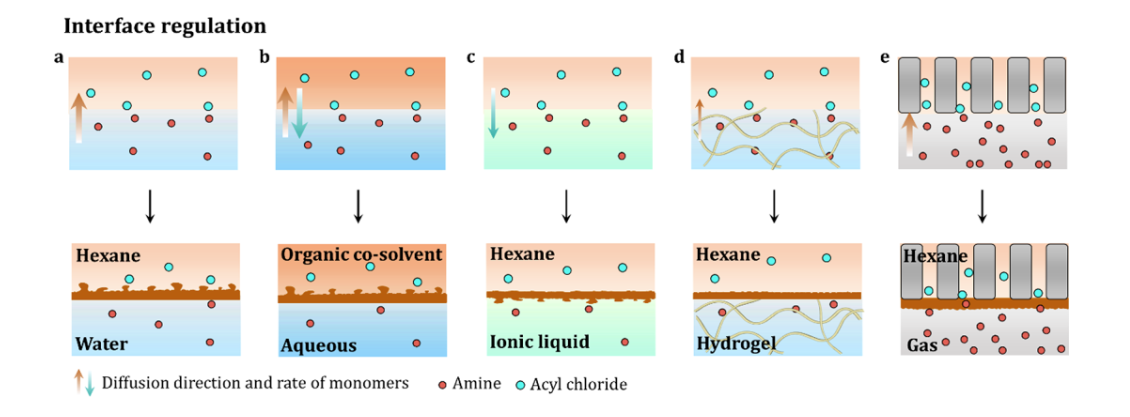 Interface regulation
a b c d e
Hexane Organic co-solvent Hexane Hexane Hexane
Water Aqueous Ionic liquid Hydrogel Gas
Diffusion direction and rate of monomers Amine Acyl chloride